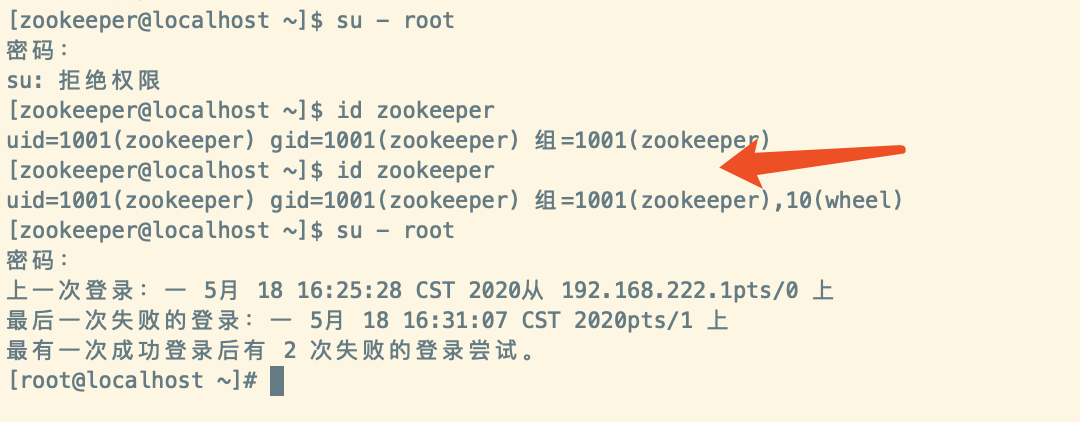 [zookeeper@localhost ~]$ su - root
密码：
su: 拒绝权限
[zookeeper@localhost ~]$ id zookeeper
uid=1001(zookeeper) gid=1001(zookeeper) 组=1001(zookeeper)
[zookeeper@localhost ~]$ id zookeeper
uid=1001(zookeeper) gid=1001(zookeeper) 组=1001(zookeeper),10(wheel)
[zookeeper@localhost ~]$ su - root
密码：
上一次登录：一 5月 18 16:25:28 CST 2020从 192.168.222.1pts/0 上
最后一次失败的登录：一 5月 18 16:31:07 CST 2020pts/1 上
最有一次成功登录后有 2 次失败的登录尝试。
[root@localhost ~]#